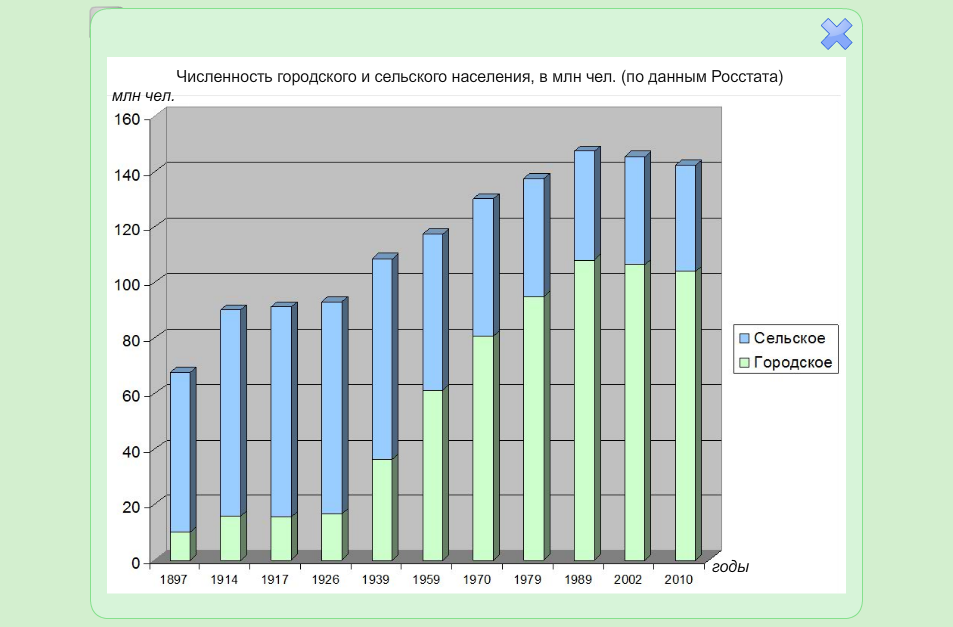 Численность городского и сельского населения, в млн чел. (по данным Росстата)
млн чел.
160
140
120
100
80
60
40
20
0
Сельское
Городское
1897 1914 1917 1926 1939 1959 1970 1979 1989 2002 2010
годы